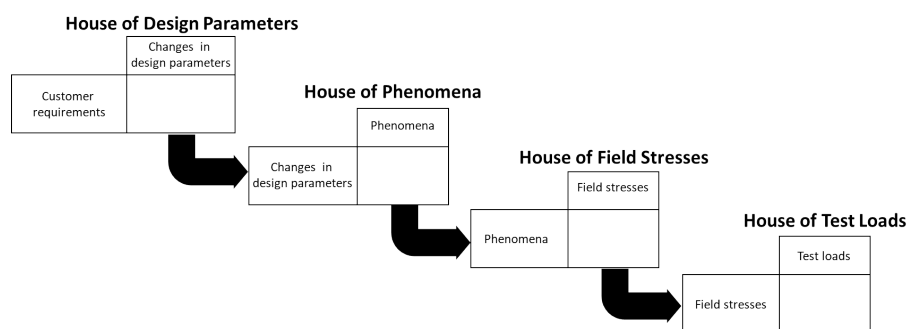 House of Design Parameters
Changes in
design parameters
Customer
requirements
House of Phenomena
Phenomena
Changes in
design parameters
House of Field Stresses
Field stresses
Phenomena
House of Test Loads
Test loads
Field stresses